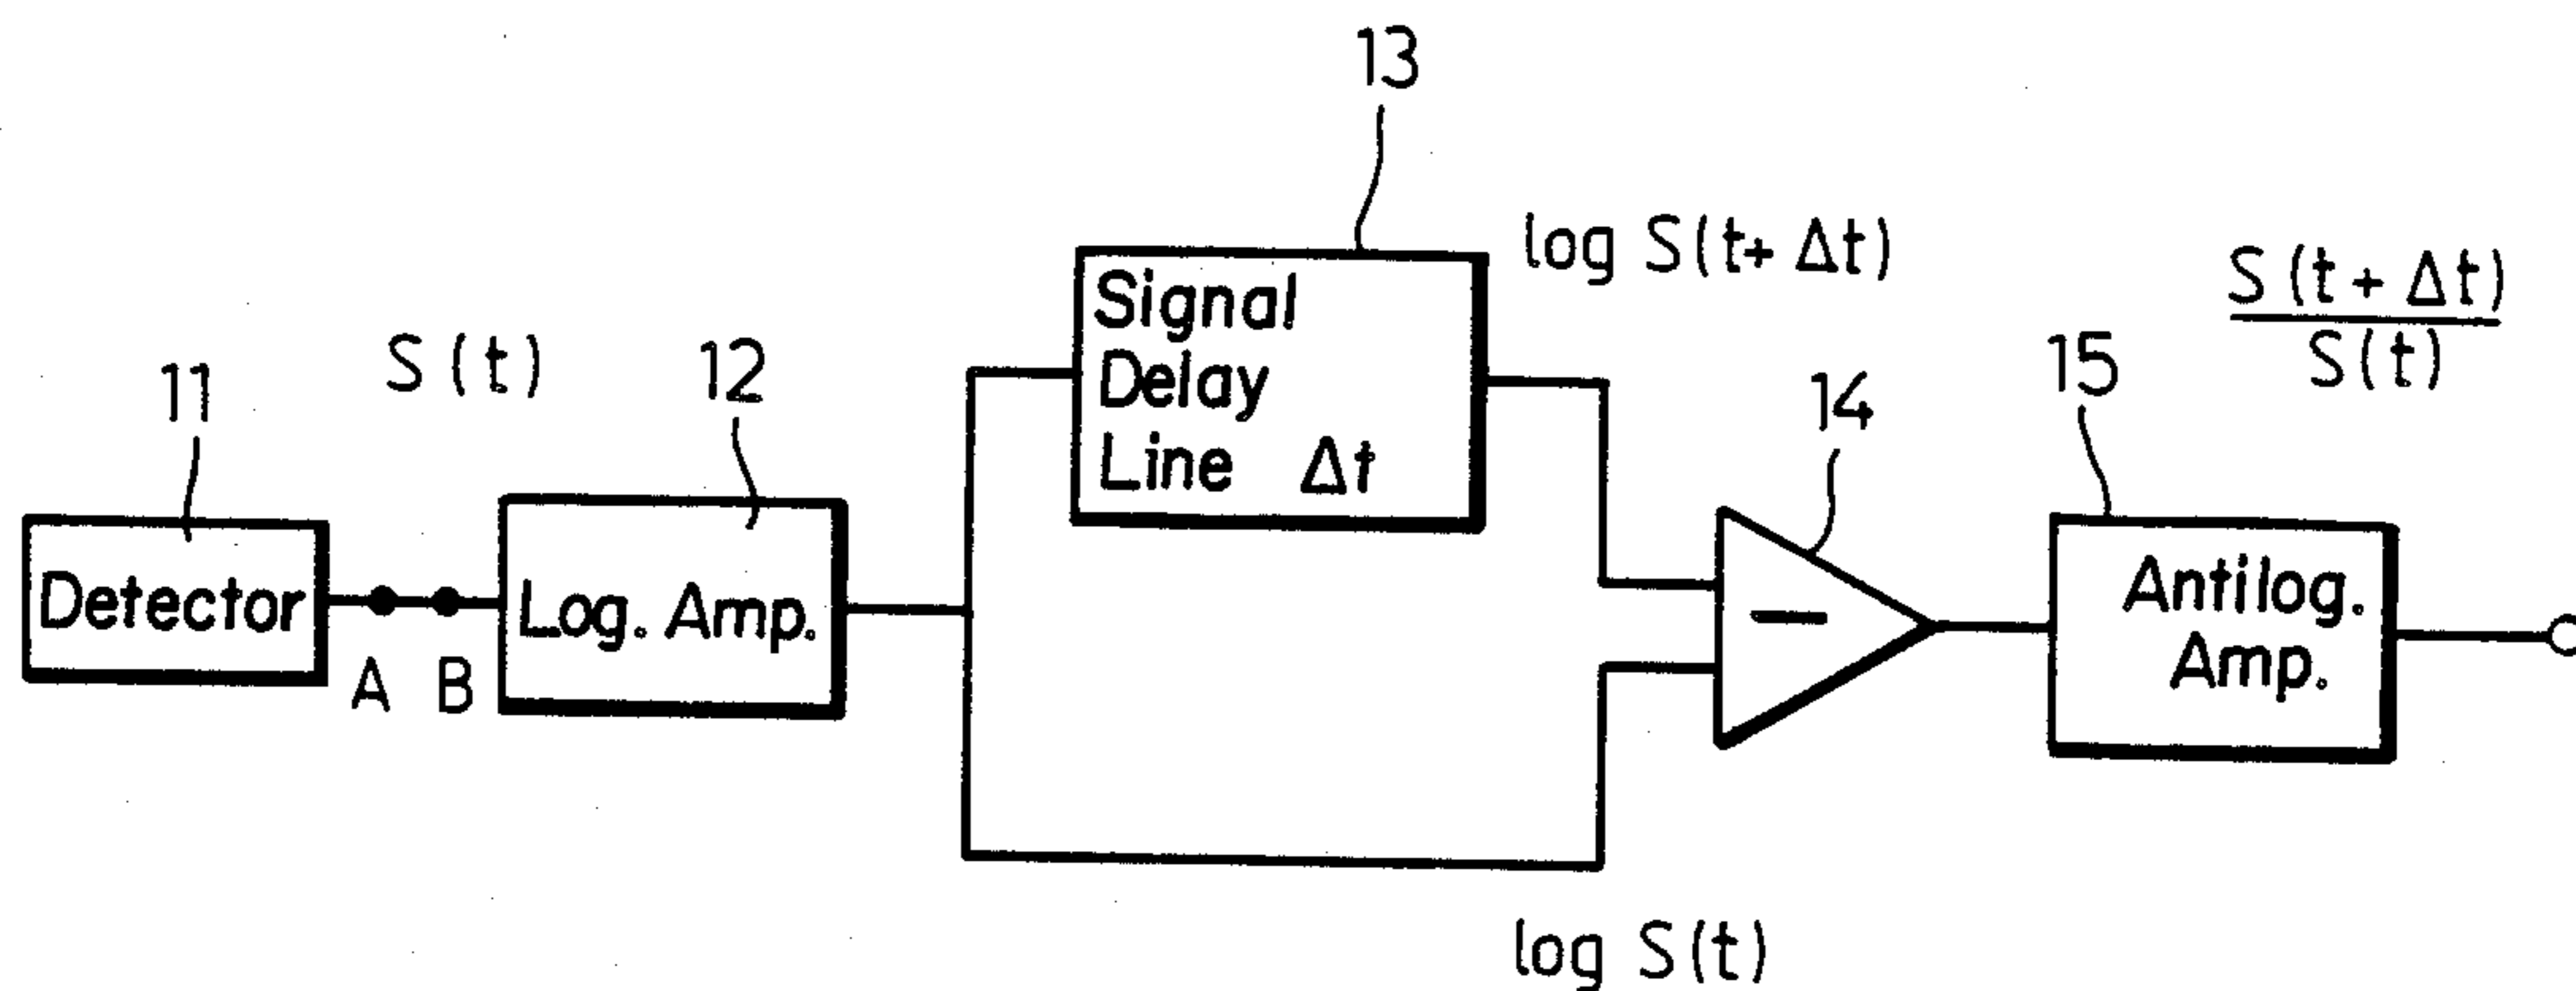 13
log S(t+ Δt)
S(t + Δt)
S(t)
11
S(t)
12
Signal
Delay
Line Δt
14
15
Detector
A
B
Log. Amp.
−
Antilog.
Amp.
log S(t)